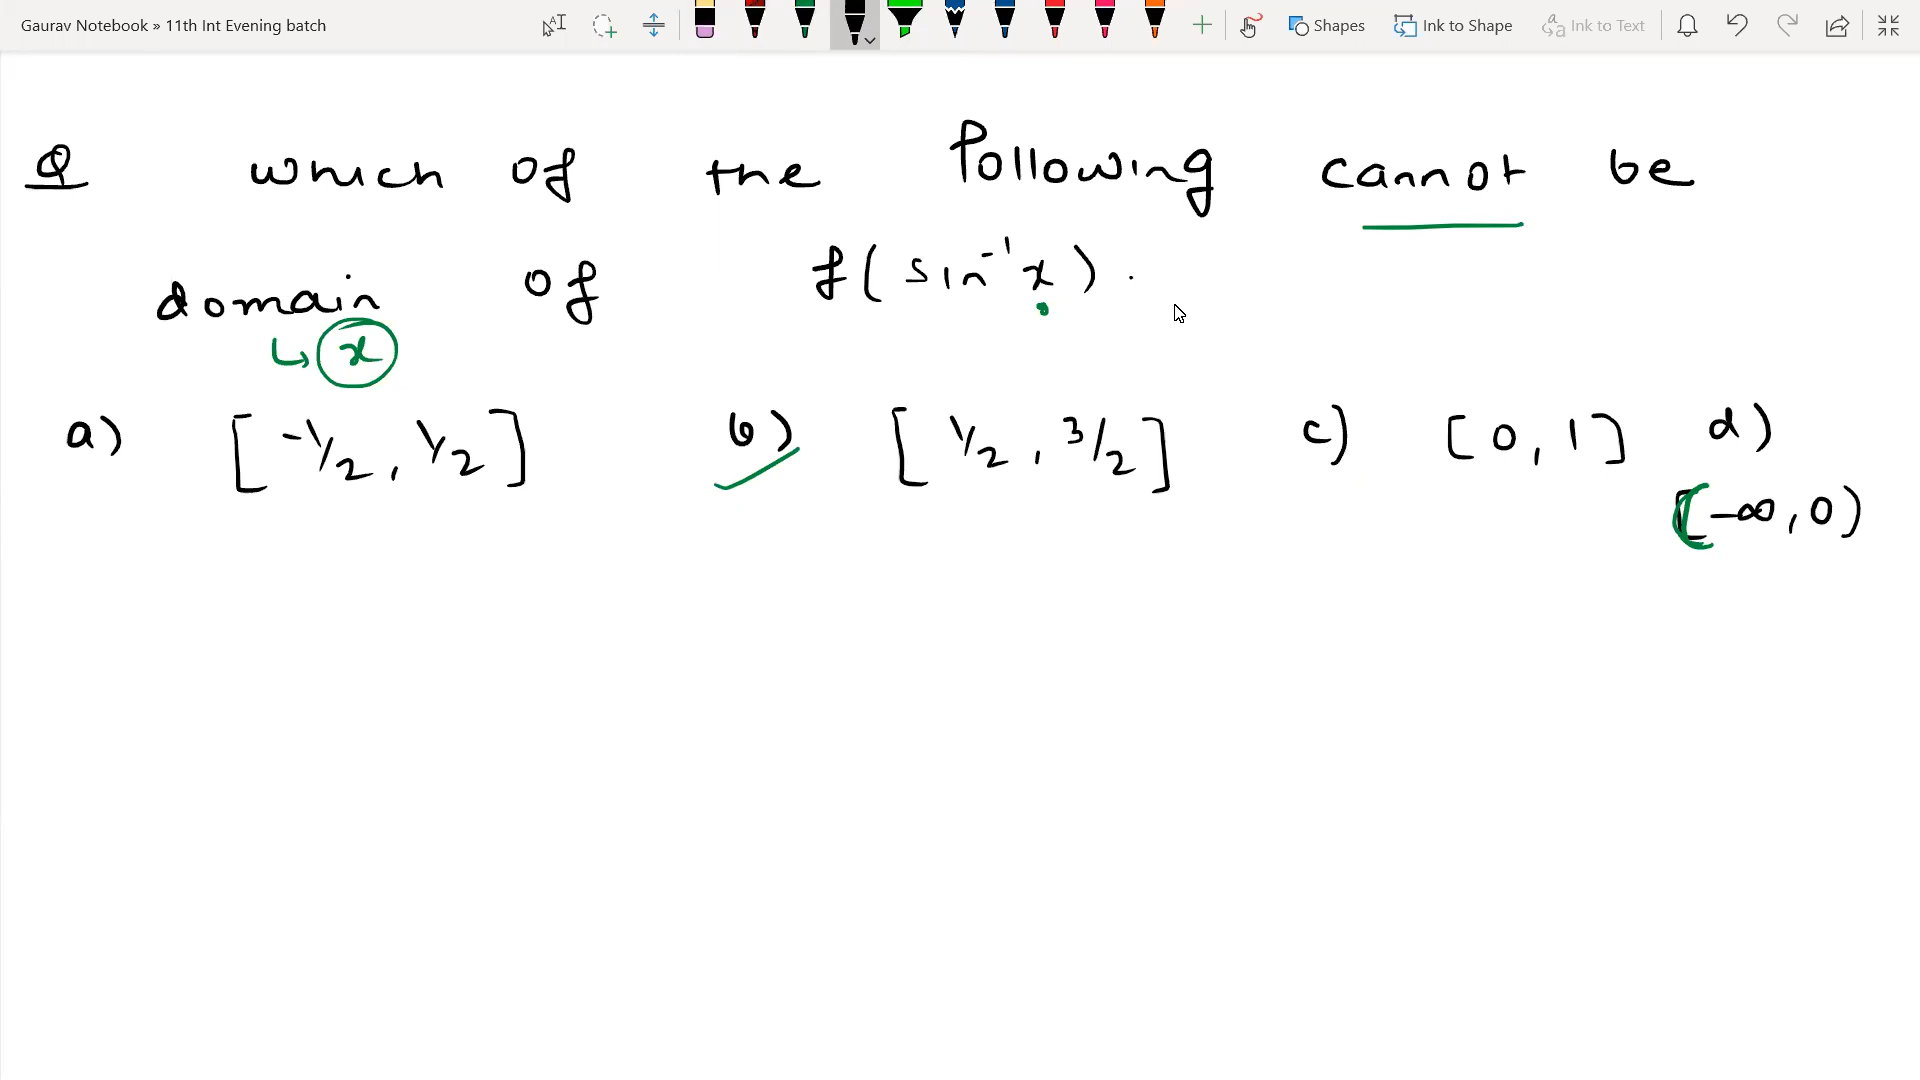 Gaurav Notebook » 11th Int Evening batch
Shapes
Ink to Shape
Ink to Text
Q which of the following cannot be
domain of f(sin⁻¹x).
↳ x
a) [-1/2, 1/2] b) [1/2, 3/2] c) [0, 1] d)
(-∞, 0)